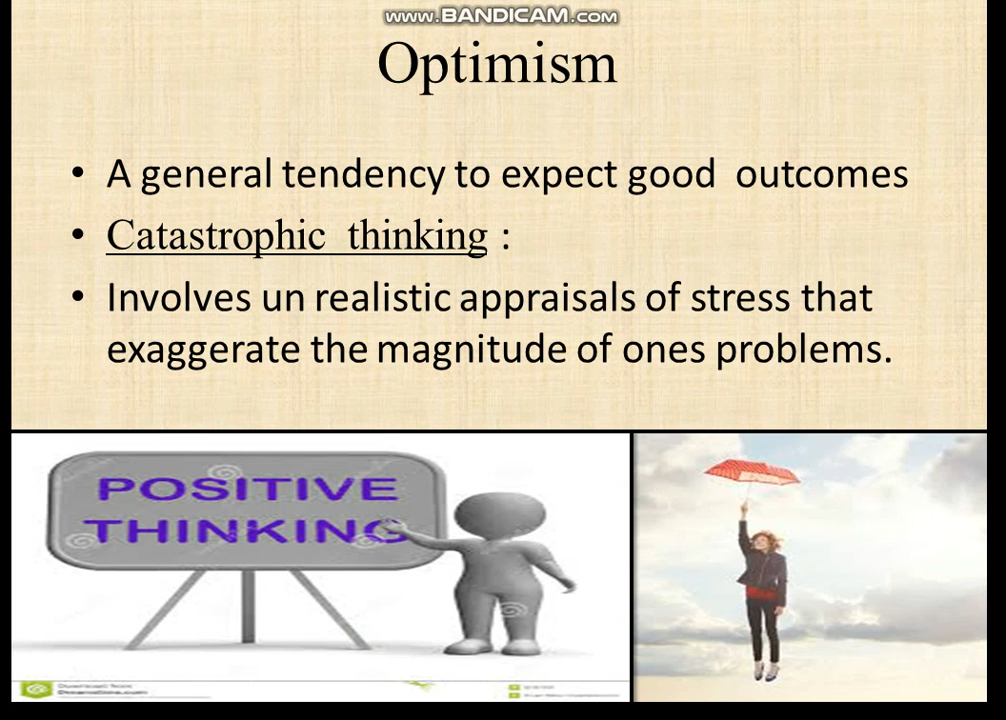 www.BANDICAM.com
Optimism
• A general tendency to expect good outcomes
• Catastrophic thinking :
• Involves un realistic appraisals of stress that
exaggerate the magnitude of ones problems.
POSITIVE
THINKING